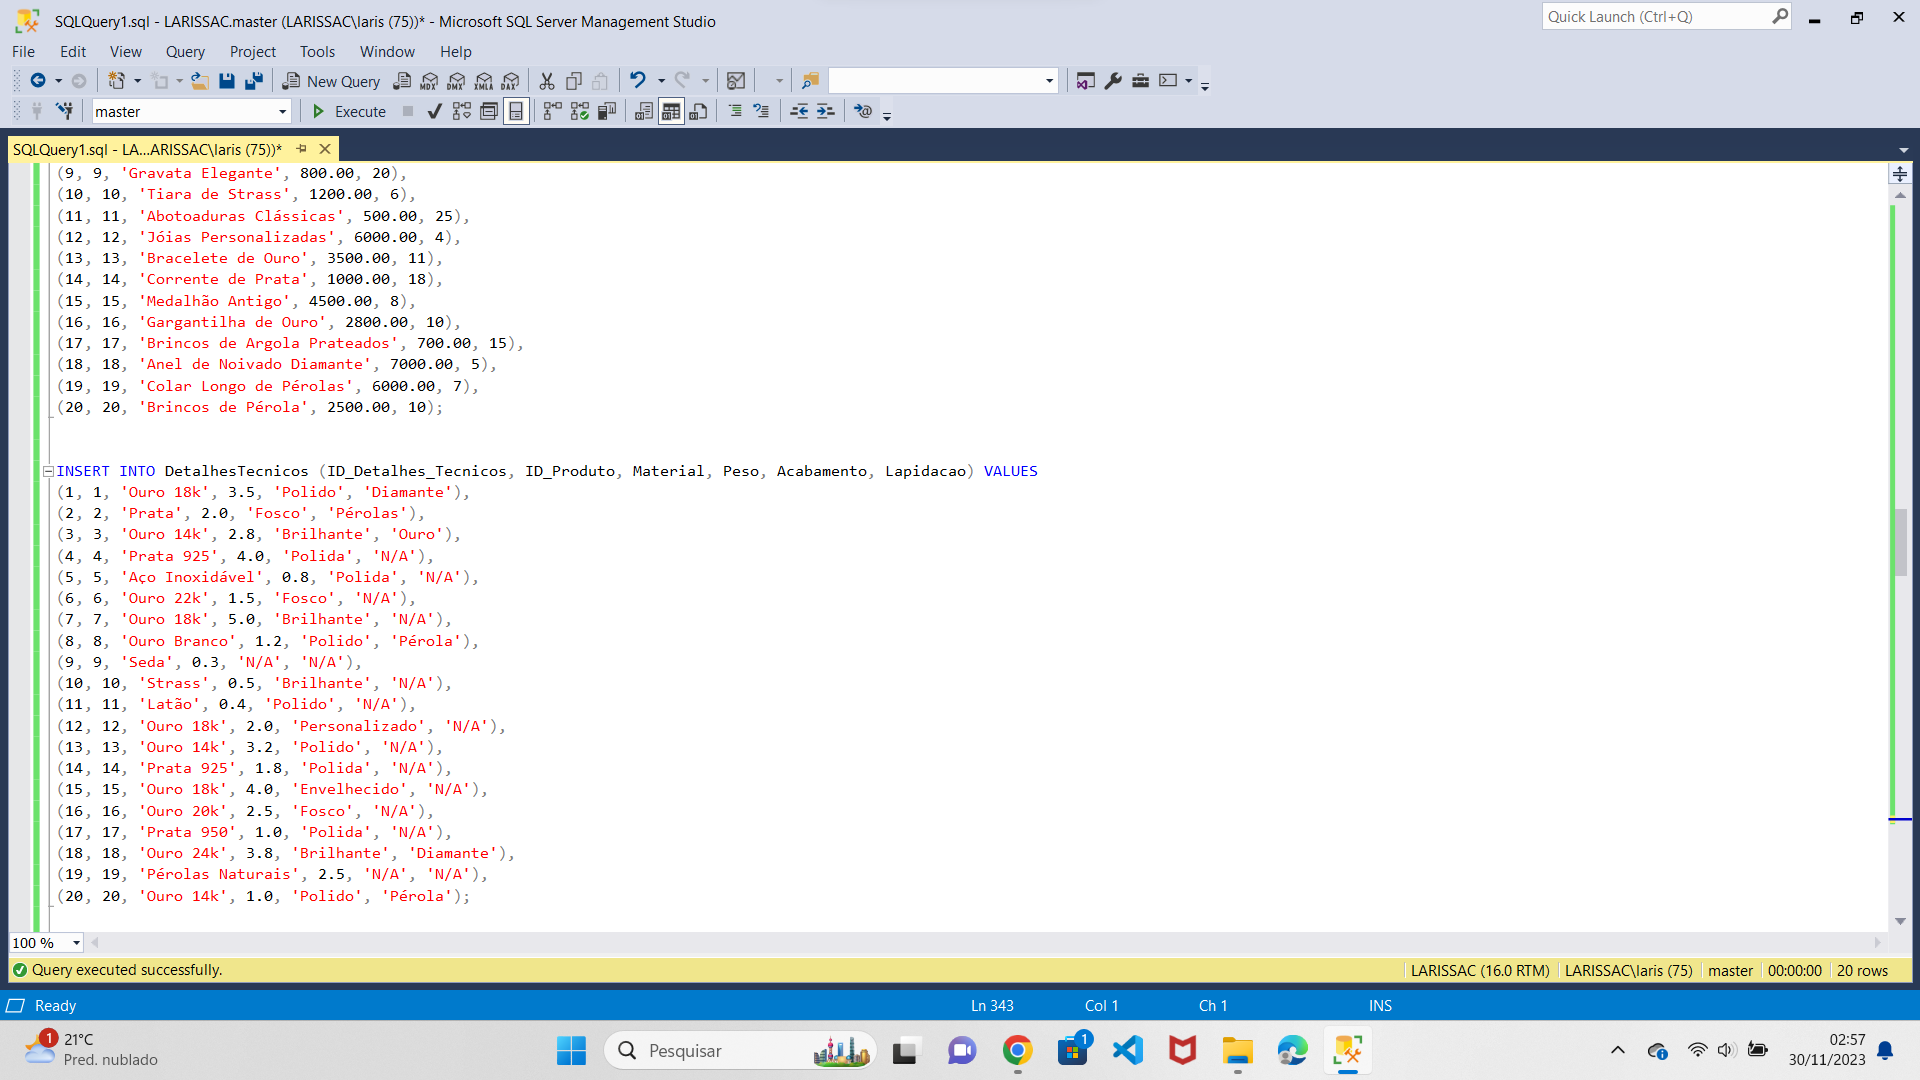 SQLQuery1.sql - LARISSAC.master (LARISSAC\laris (75))* - Microsoft SQL Server Management Studio
Quick Launch (Ctrl+Q)
File Edit View Query Project Tools Window Help
New Query MDX DMX XMLA DAX
master Execute
SQLQuery1.sql - LA...ARISSAC\laris (75))*
(9, 9, 'Gravata Elegante', 800.00, 20),
(10, 10, 'Tiara de Strass', 1200.00, 6),
(11, 11, 'Abotoaduras Clássicas', 500.00, 25),
(12, 12, 'Jóias Personalizadas', 6000.00, 4),
(13, 13, 'Bracelete de Ouro', 3500.00, 11),
(14, 14, 'Corrente de Prata', 1000.00, 18),
(15, 15, 'Medalhão Antigo', 4500.00, 8),
(16, 16, 'Gargantilha de Ouro', 2800.00, 10),
(17, 17, 'Brincos de Argola Prateados', 700.00, 15),
(18, 18, 'Anel de Noivado Diamante', 7000.00, 5),
(19, 19, 'Colar Longo de Pérolas', 6000.00, 7),
(20, 20, 'Brincos de Pérola', 2500.00, 10);
INSERT INTO DetalhesTecnicos (ID_Detalhes_Tecnicos, ID_Produto, Material, Peso, Acabamento, Lapidacao) VALUES
(1, 1, 'Ouro 18k', 3.5, 'Polido', 'Diamante'),
(2, 2, 'Prata', 2.0, 'Fosco', 'Pérolas'),
(3, 3, 'Ouro 14k', 2.8, 'Brilhante', 'Ouro'),
(4, 4, 'Prata 925', 4.0, 'Polida', 'N/A'),
(5, 5, 'Aço Inoxidável', 0.8, 'Polida', 'N/A'),
(6, 6, 'Ouro 22k', 1.5, 'Fosco', 'N/A'),
(7, 7, 'Ouro 18k', 5.0, 'Brilhante', 'N/A'),
(8, 8, 'Ouro Branco', 1.2, 'Polido', 'Pérola'),
(9, 9, 'Seda', 0.3, 'N/A', 'N/A'),
(10, 10, 'Strass', 0.5, 'Brilhante', 'N/A'),
(11, 11, 'Latão', 0.4, 'Polido', 'N/A'),
(12, 12, 'Ouro 18k', 2.0, 'Personalizado', 'N/A'),
(13, 13, 'Ouro 14k', 3.2, 'Polido', 'N/A'),
(14, 14, 'Prata 925', 1.8, 'Polida', 'N/A'),
(15, 15, 'Ouro 18k', 4.0, 'Envelhecido', 'N/A'),
(16, 16, 'Ouro 20k', 2.5, 'Fosco', 'N/A'),
(17, 17, 'Prata 950', 1.0, 'Polida', 'N/A'),
(18, 18, 'Ouro 24k', 3.8, 'Brilhante', 'Diamante'),
(19, 19, 'Pérolas Naturais', 2.5, 'N/A', 'N/A'),
(20, 20, 'Ouro 14k', 1.0, 'Polido', 'Pérola');
100 %
Query executed successfully. LARISSAC (16.0 RTM) LARISSAC\laris (75) master 00:00:00 20 rows
Ready Ln 343 Col 1 Ch 1 INS
1 21°C
Pred. nublado
Pesquisar
1
02:57
30/11/2023